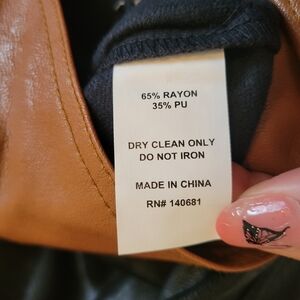 65% RAYON
35% PU
DRY CLEAN ONLY
DO NOT IRON
MADE IN CHINA
RN# 140681